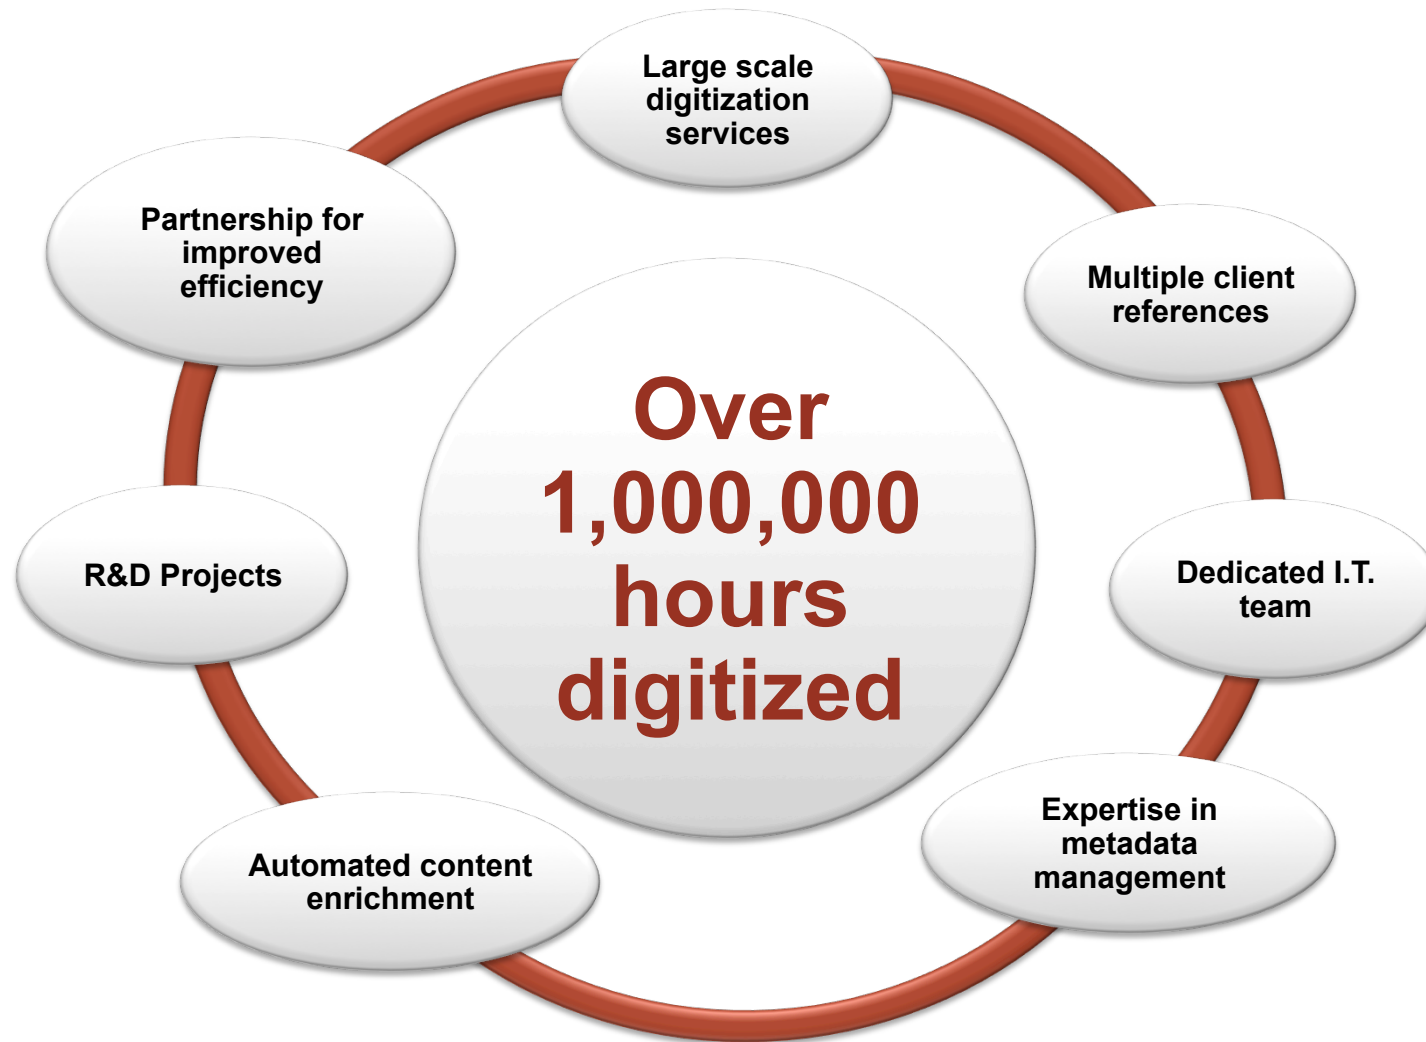 Large scale
digitization
services
Multiple client
references
Dedicated I.T.
team
Expertise in
metadata
management
Automated content
enrichment
R&D Projects
Partnership for
improved
efficiency
Over
1,000,000
hours
digitized